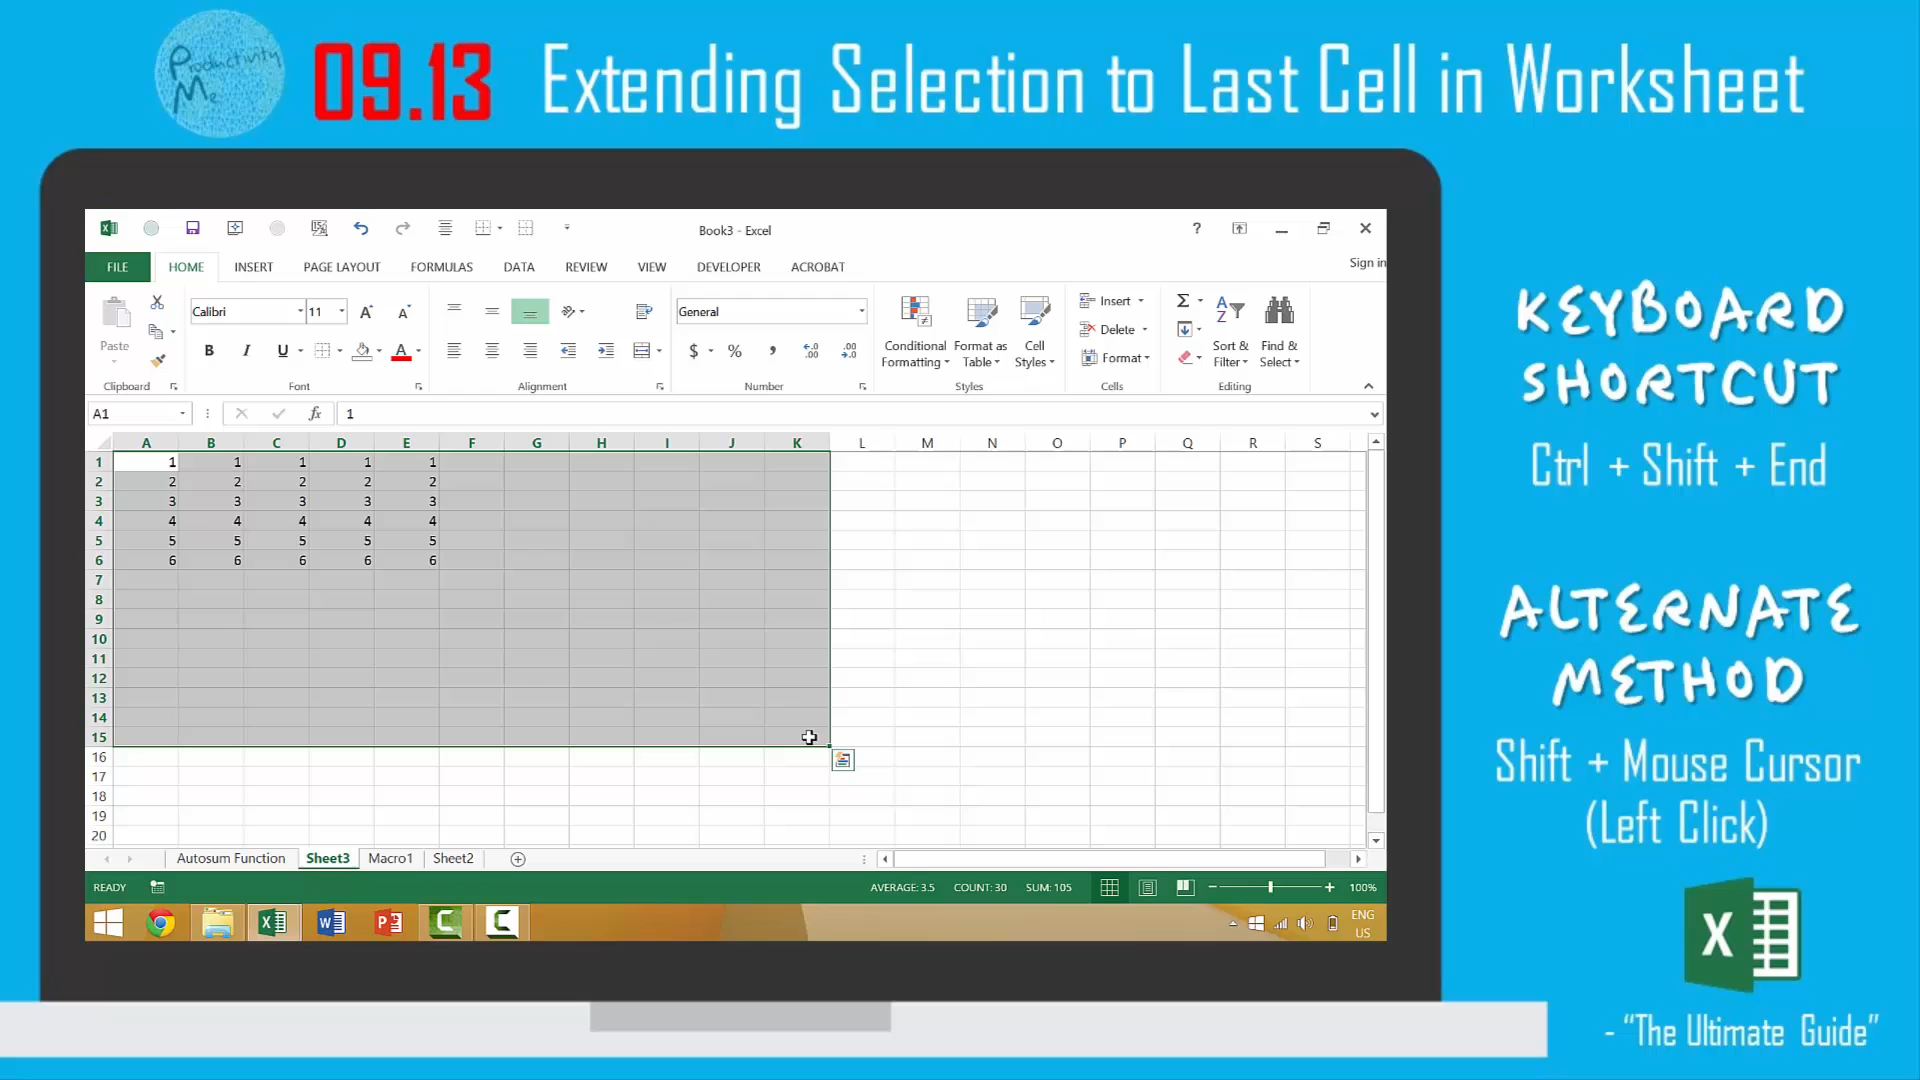 Productivity Me
09.13 Extending Selection to Last Cell in Worksheet
Book3 - Excel
?
FILE HOME INSERT PAGE LAYOUT FORMULAS DATA REVIEW VIEW DEVELOPER ACROBAT
Sign in
Calibri 11 General
Paste
B I U A $ % ,
Conditional Formatting
Format as Table
Cell Styles
Insert
Delete
Format
Sort & Filter
Find & Select
Clipboard Font Alignment Number Styles Cells Editing
A1 fx 1
A B C D E F G H I J K L M N O P Q R S
1 1 1 1 1 1
2 2 2 2 2 2
3 3 3 3 3 3
4 4 4 4 4 4
5 5 5 5 5 5
6 6 6 6 6 6
7
8
9
10
11
12
13
14
15
16
17
18
19
20
Autosum Function Sheet3 Macro1 Sheet2
READY AVERAGE: 3.5 COUNT: 30 SUM: 105 100%
ENG
US
KEYBOARD
SHORTCUT
Ctrl + Shift + End
ALTERNATE
METHOD
Shift + Mouse Cursor
(Left Click)
X
- "The Ultimate Guide"